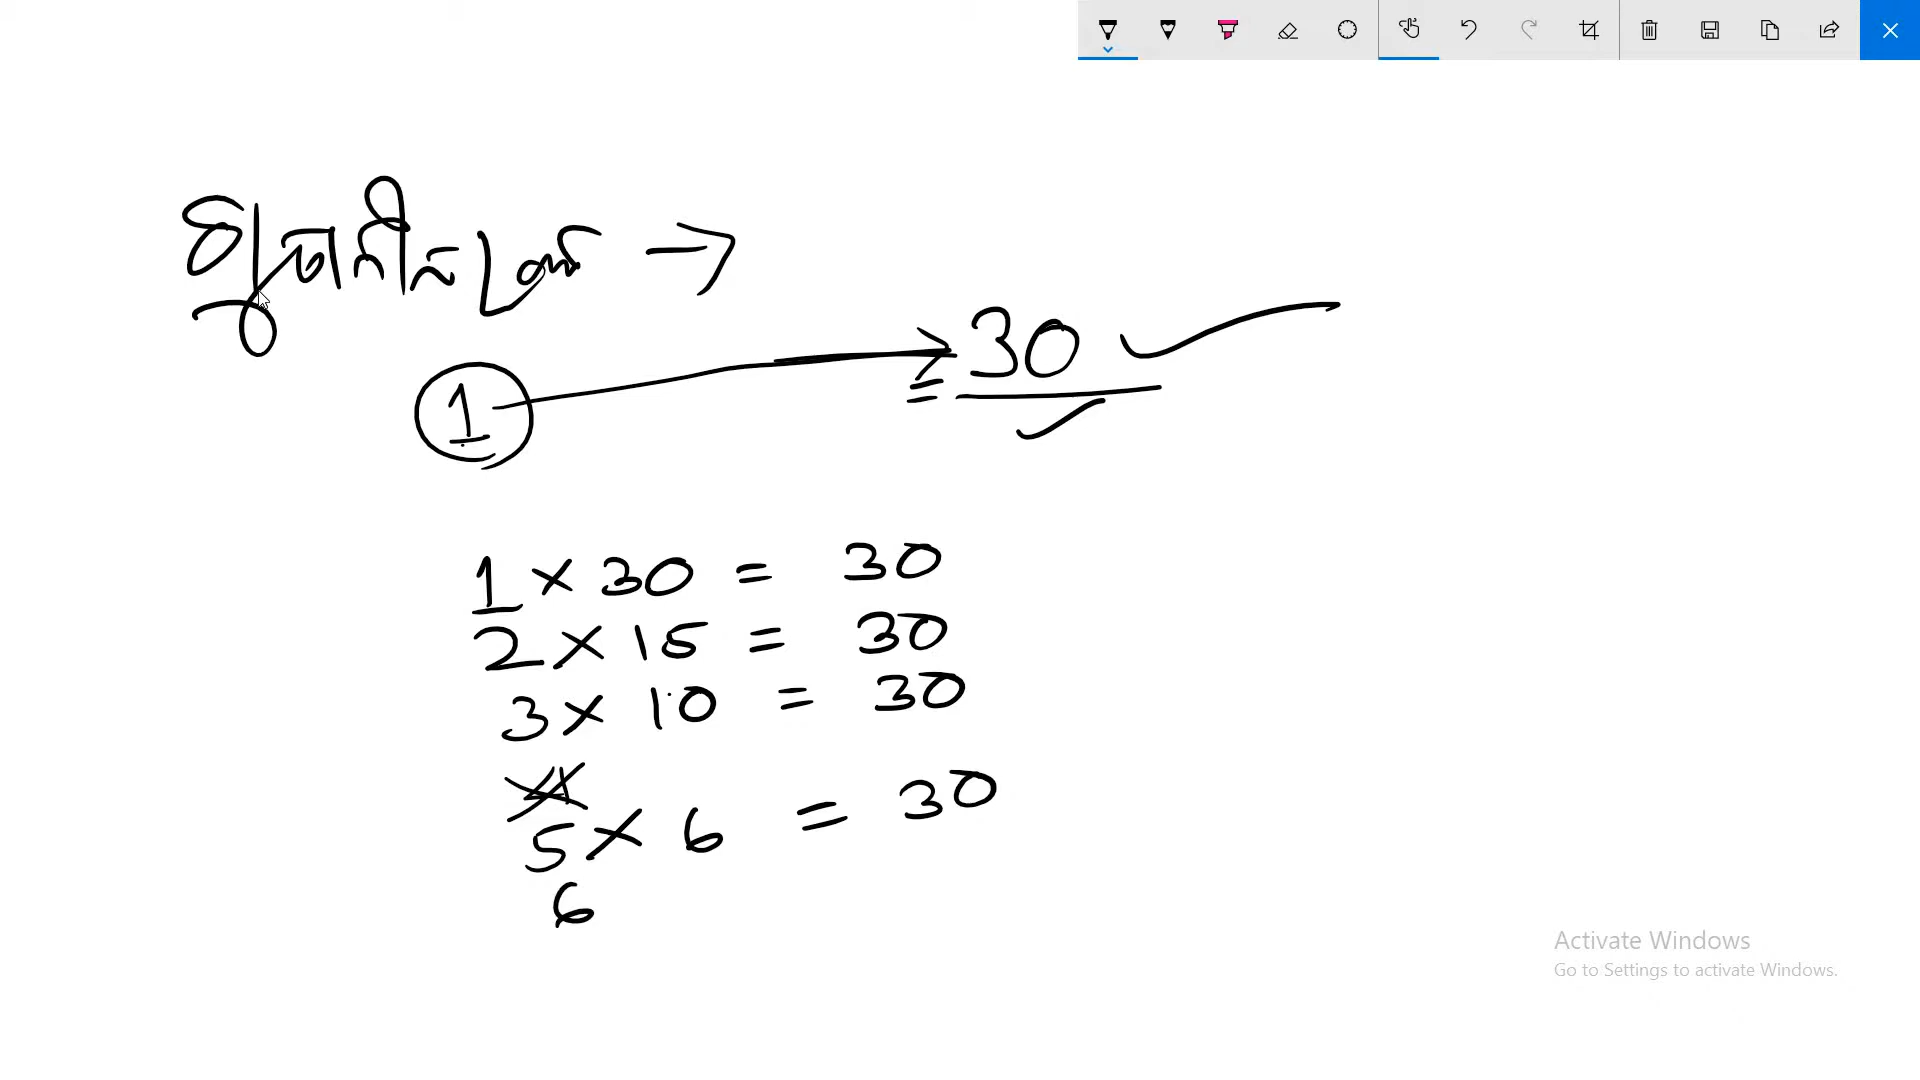 →
1 → 30
1 × 30 = 30
2 × 15 = 30
3 × 10 = 30
5 × 6 = 30
6
Activate Windows
Go to Settings to activate Windows.